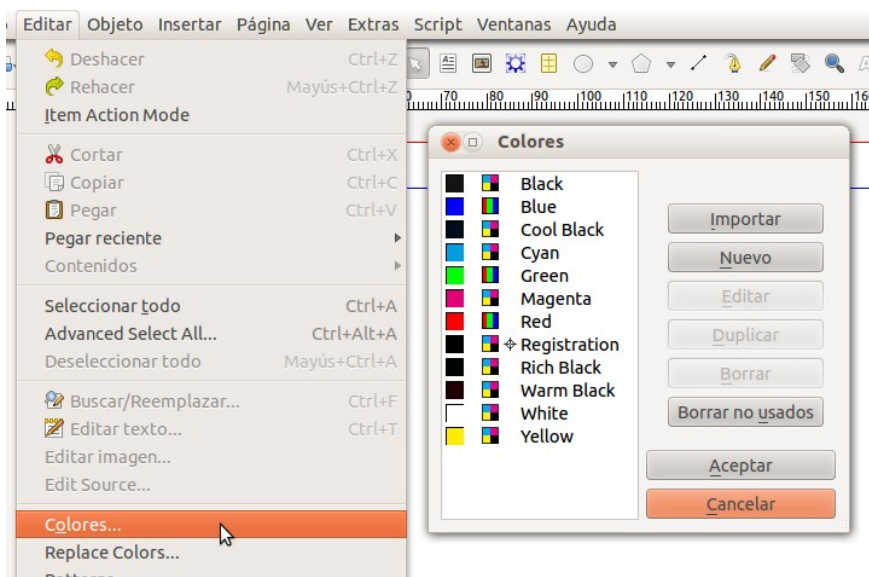 Editar Objeto Insertar Página Ver Extras Script Ventanas Ayuda
Deshacer Ctrl+Z
Rehacer Mayús+Ctrl+Z
Item Action Mode
Cortar Ctrl+X
Copiar Ctrl+C
Pegar Ctrl+V
Pegar reciente
Contenidos
Seleccionar todo Ctrl+A
Advanced Select All... Ctrl+Alt+A
Deseleccionar todo Mayús+Ctrl+A
Buscar/Reemplazar... Ctrl+F
Editar texto... Ctrl+T
Editar imagen...
Edit Source...
Colores...
Replace Colors...
70 80 90 100 110 120 130 140 150
Colores
Black
Blue
Cool Black
Cyan
Green
Magenta
Red
Registration
Rich Black
Warm Black
White
Yellow
Importar
Nuevo
Editar
Duplicar
Borrar
Borrar no usados
Aceptar
Cancelar